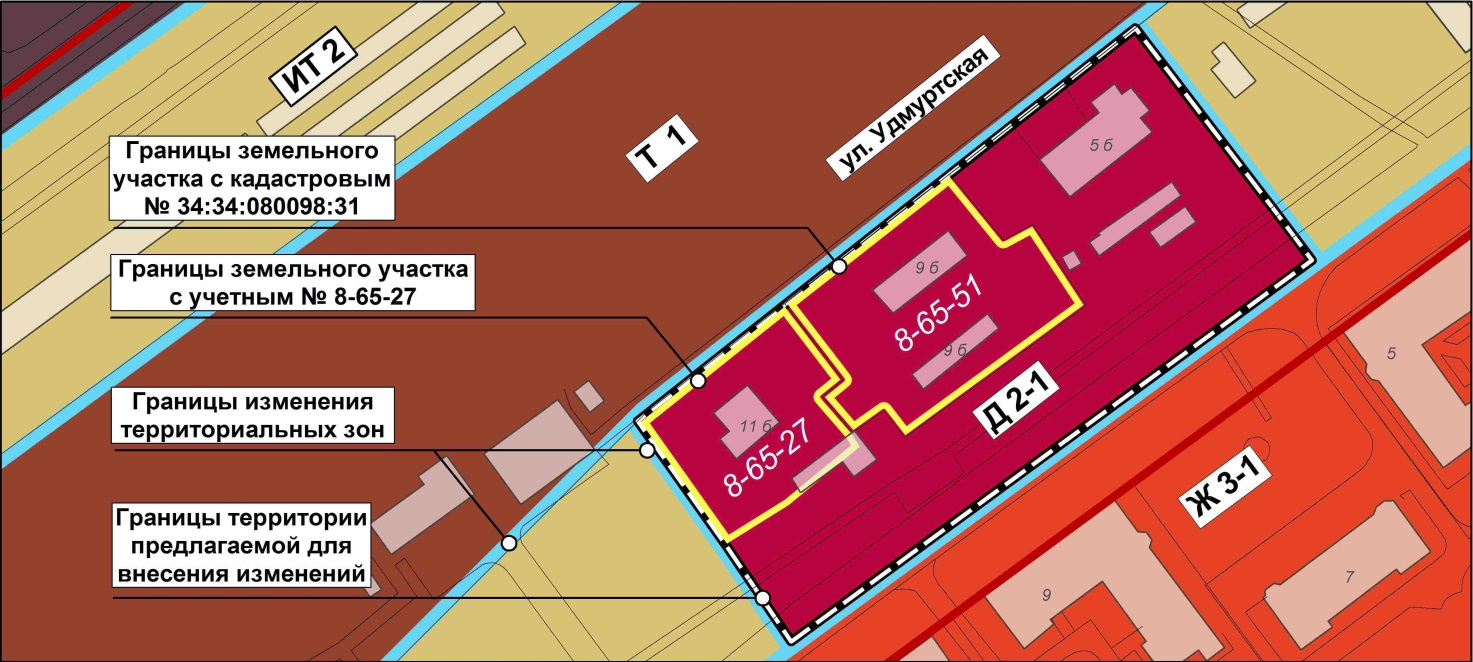 ИТ 2
Т 1
ул. Удмуртская
Границы земельного
участка с кадастровым
№ 34:34:080098:31
Границы земельного участка
с учетным № 8-65-27
Границы изменения
территориальных зон
Границы территории
предлагаемой для
внесения изменений
5 б
9 б
8-65-51
9 б
11 б
8-65-27
Д 2-1
Ж 3-1
5
9
7